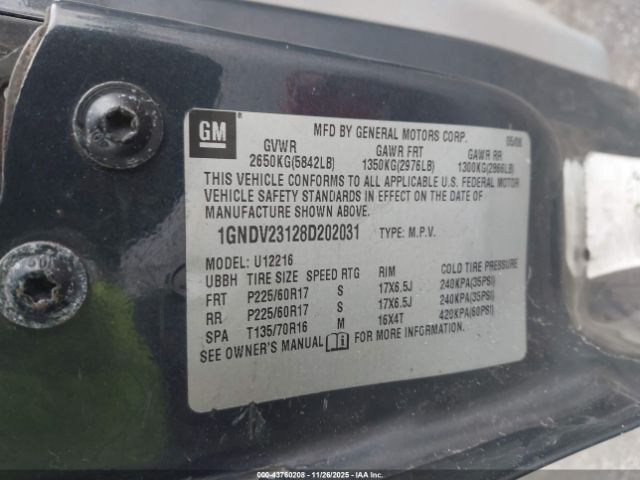 GM
MFD BY GENERAL MOTORS CORP. 05/08
GVWR GAWR FRT GAWR RR
2650KG(5842LB) 1350KG(2976LB) 1300KG(2866LB)
THIS VEHICLE CONFORMS TO ALL APPLICABLE U.S. FEDERAL MOTOR
VEHICLE SAFETY STANDARDS IN EFFECT ON THE DATE OF
MANUFACTURE SHOWN ABOVE.
1GNDV23128D202031 TYPE: M.P.V.
MODEL: U12216
UBBH TIRE SIZE SPEED RTG RIM COLD TIRE PRESSURE
FRT P225/60R17 S 17X6.5J 240KPA(35PSI)
RR P225/60R17 S 17X6.5J 240KPA(35PSI)
SPA T135/70R16 M 16X4T 420KPA(60PSI)
SEE OWNER'S MANUAL FOR MORE INFORMATION.
000-43760208 - 11/26/2025 - IAAI.com